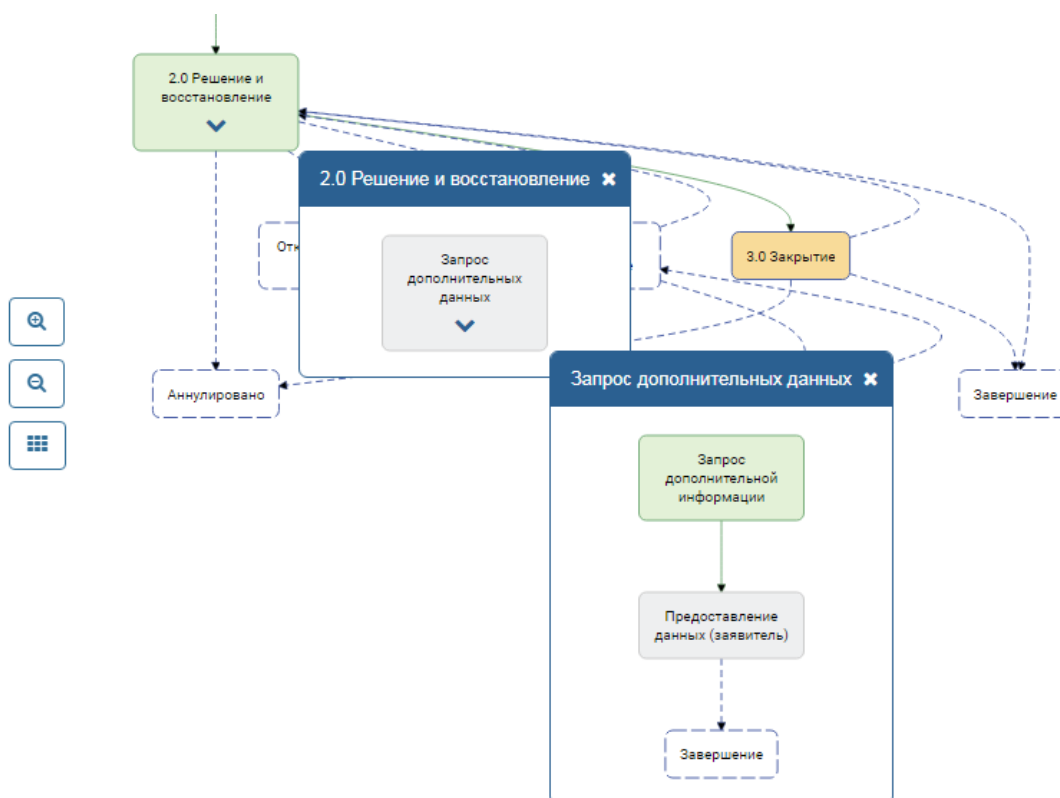 2.0 Решение и
восстановление
2.0 Решение и восстановление
Запрос
дополнительных
данных
3.0 Закрытие
Аннулировано
Завершение
Запрос дополнительных данных
Запрос
дополнительной
информации
Предоставление
данных (заявитель)
Завершение